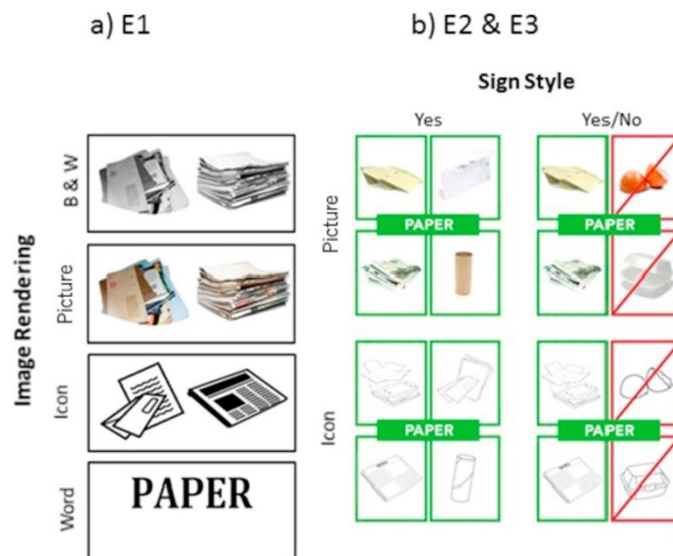 a) E1
b) E2 & E3
Sign Style
Yes
Yes/No
Image Rendering
B & W
Picture
Icon
Word
PAPER
Picture
PAPER
PAPER
Icon
PAPER
PAPER